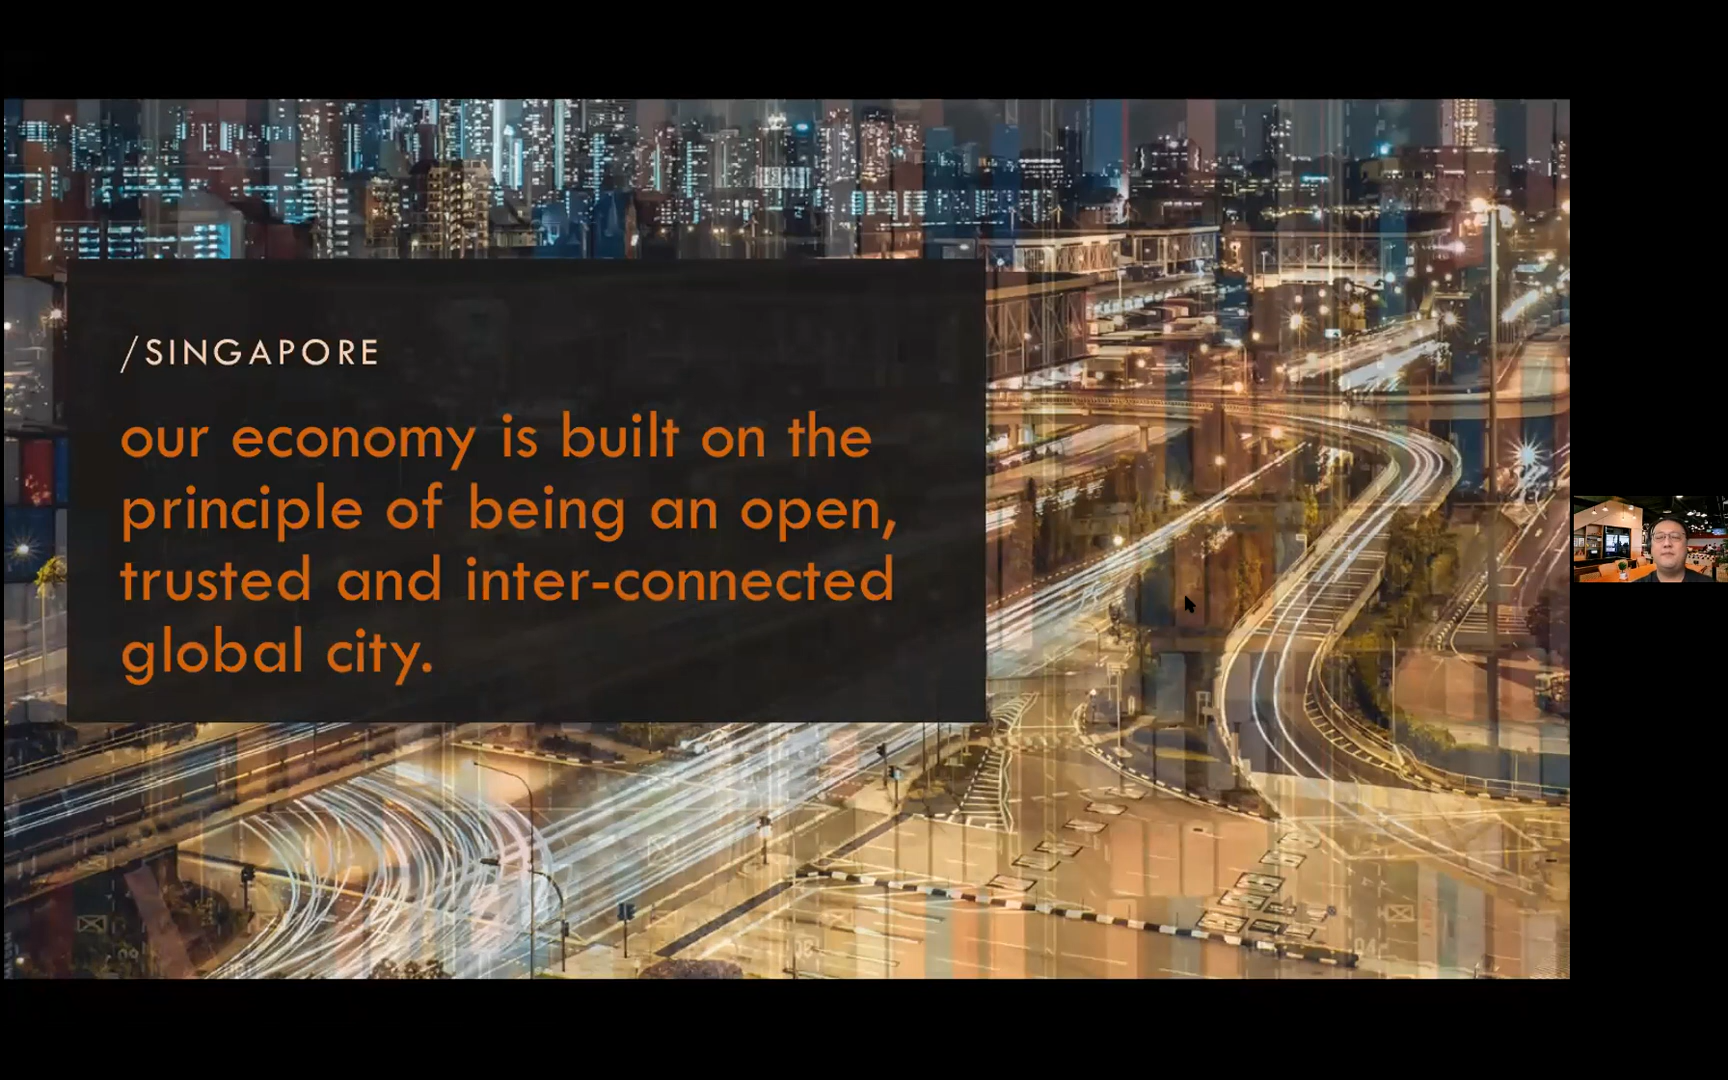 /SINGAPORE
our economy is built on the
principle of being an open,
trusted and inter-connected
global city.